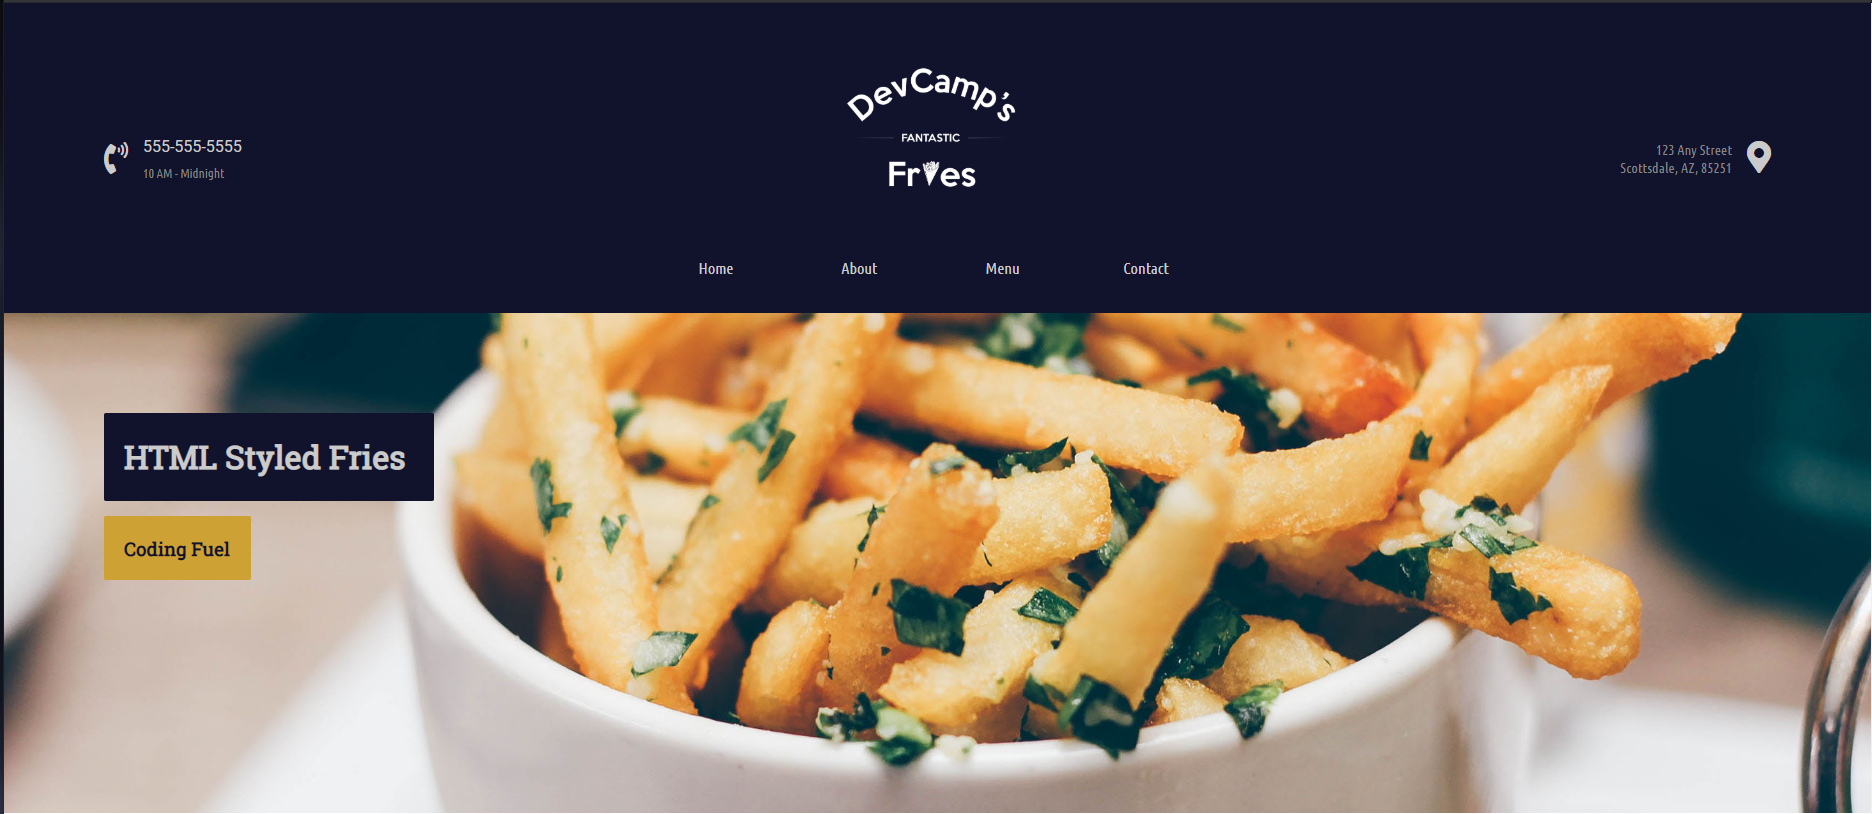 555-555-5555
10 AM - Midnight
DevCamp's
FANTASTIC
Fries
123 Any Street
Scottsdale, AZ, 85251
Home
About
Menu
Contact
HTML Styled Fries
Coding Fuel